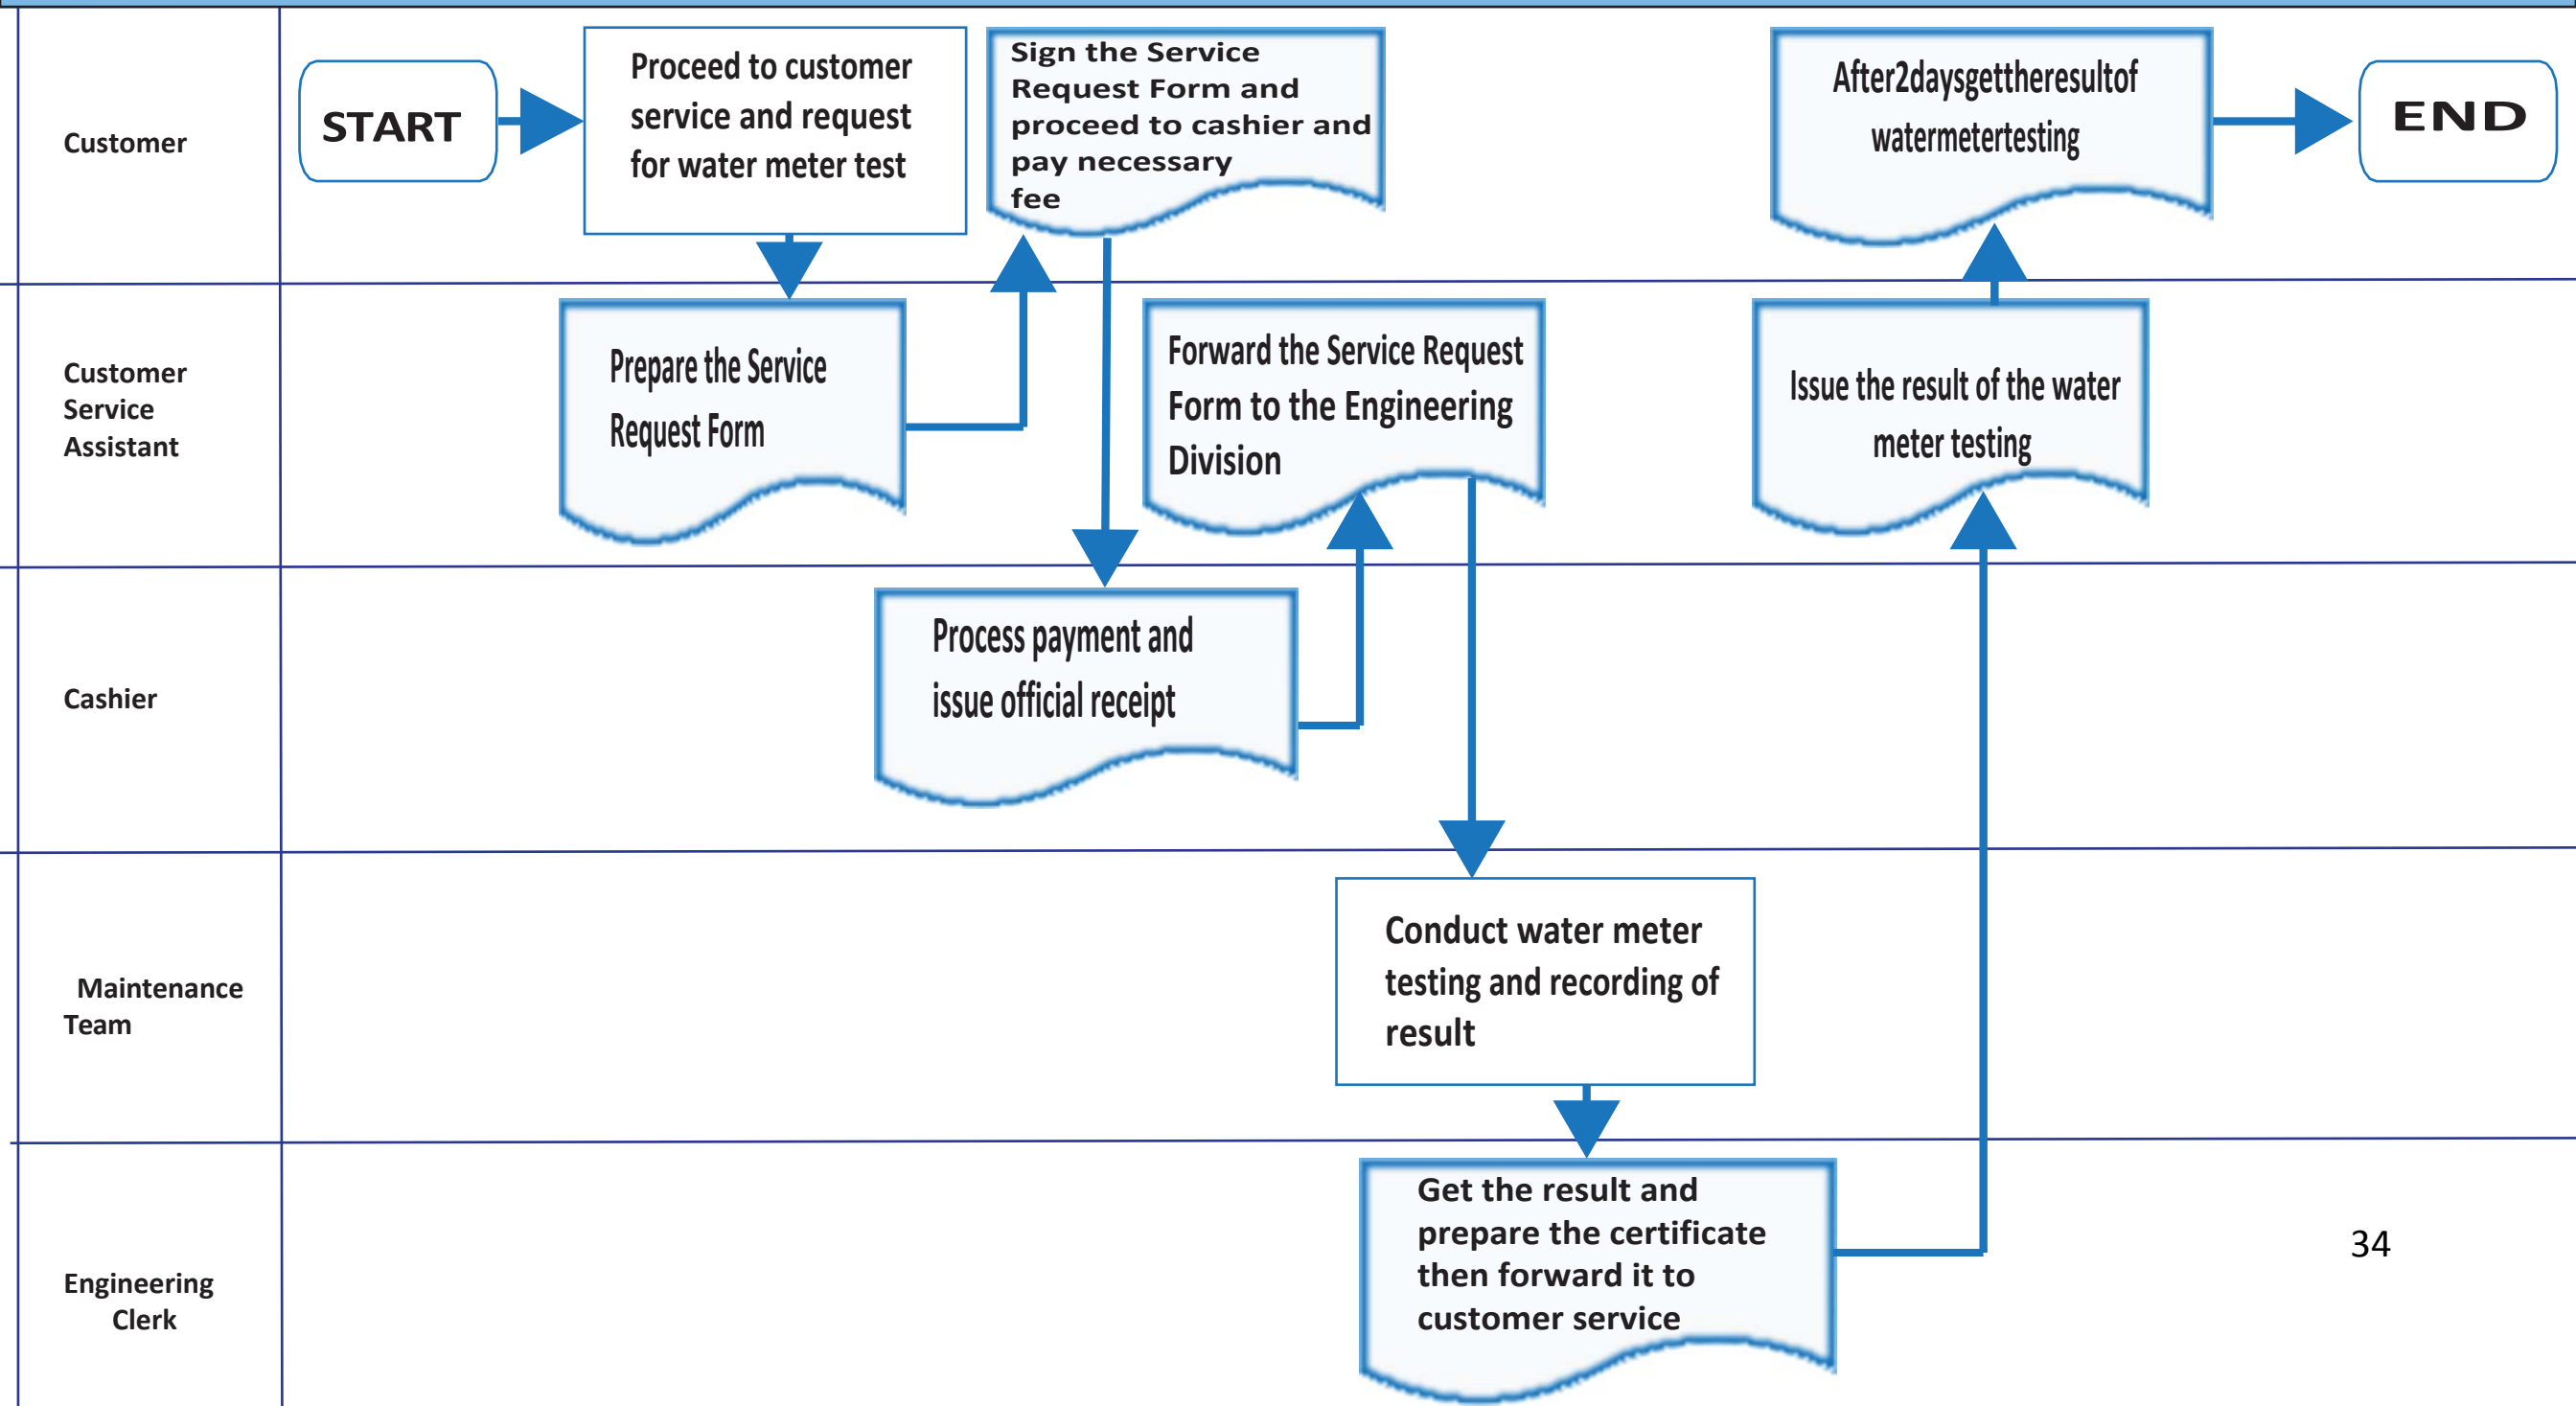 Customer
START
Proceed to customer
service and request
for water meter test
Sign the Service
Request Form and
proceed to cashier and
pay necessary
fee
After2daysgettheresultof
watermetertesting
END
Customer
Service
Assistant
Prepare the Service
Request Form
Forward the Service Request
Form to the Engineering
Division
Issue the result of the water
meter testing
Cashier
Process payment and
issue official receipt
Maintenance
Team
Conduct water meter
testing and recording of
result
Engineering
Clerk
Get the result and
prepare the certificate
then forward it to
customer service
34